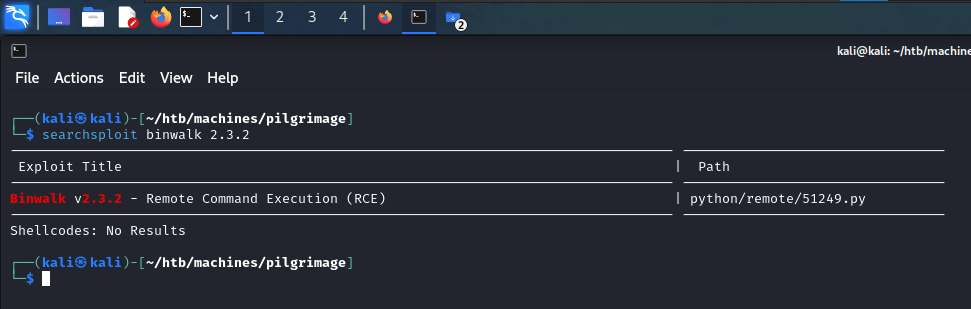 1 2 3 4 2
kali@kali: ~/htb/machine
File Actions Edit View Help
┌──(kali㉿kali)-[~/htb/machines/pilgrimage]
└─$ searchsploit binwalk 2.3.2
Exploit Title | Path
Binwalk v2.3.2 - Remote Command Execution (RCE) | python/remote/51249.py
Shellcodes: No Results
┌──(kali㉿kali)-[~/htb/machines/pilgrimage]
└─$